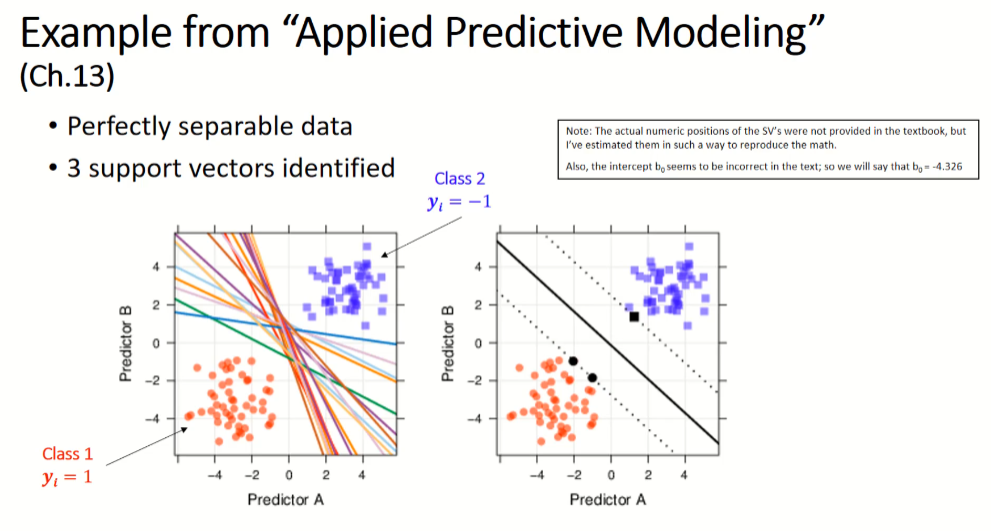 Example from “Applied Predictive Modeling”
(Ch.13)
• Perfectly separable data
• 3 support vectors identified
Note: The actual numeric positions of the SV's were not provided in the textbook, but
I've estimated them in such a way to reproduce the math.
Also, the intercept b0 seems to be incorrect in the text; so we will say that b0 = -4.326
Class 2
yᵢ = −1
Predictor B
4
2
0
−2
−4
−4 −2 0 2 4
Predictor A
Class 1
yᵢ = 1
Predictor B
4
2
0
−2
−4
−4 −2 0 2 4
Predictor A